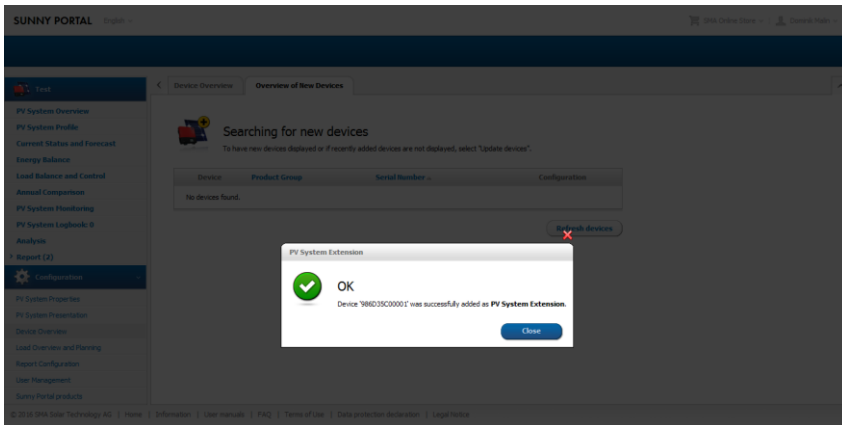 SUNNY PORTAL English
SMA Online Store Dominik
Test
Device Overview Overview of New Devices
PV System Overview
PV System Profile
Current Status and Forecast
Energy Balance
Load Balance and Control
Annual Comparison
PV System Monitoring
PV System Logbook: 0
Analysis
Report (2)
Configuration
PV System Properties
PV System Presentation
Device Overview
Load Overview and Planning
Report Configuration
User Management
Sunny Portal products
Searching for new devices
To have new devices displayed or if recently added devices are not displayed, select "Update devices".
Device Product Group Serial Number Configuration
No devices found.
Refresh devices
PV System Extension
OK
Device '986D35C00001' was successfully added as PV System Extension.
Close
© 2016 SMA Solar Technology AG | Home | Information | User manuals | FAQ | Terms of Use | Data protection declaration | Legal Notice